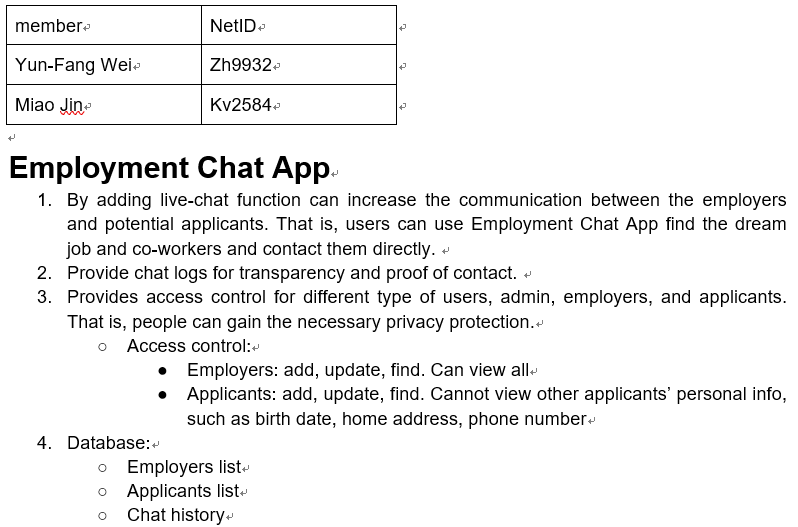 member NetID
Yun-Fang Wei Zh9932
Miao Jin Kv2584
Employment Chat App
1. By adding live-chat function can increase the communication between the employers
and potential applicants. That is, users can use Employment Chat App find the dream
job and co-workers and contact them directly.
2. Provide chat logs for transparency and proof of contact.
3. Provides access control for different type of users, admin, employers, and applicants.
That is, people can gain the necessary privacy protection.
○ Access control:
● Employers: add, update, find. Can view all
● Applicants: add, update, find. Cannot view other applicants’ personal info,
such as birth date, home address, phone number
4. Database:
○ Employers list
○ Applicants list
○ Chat history